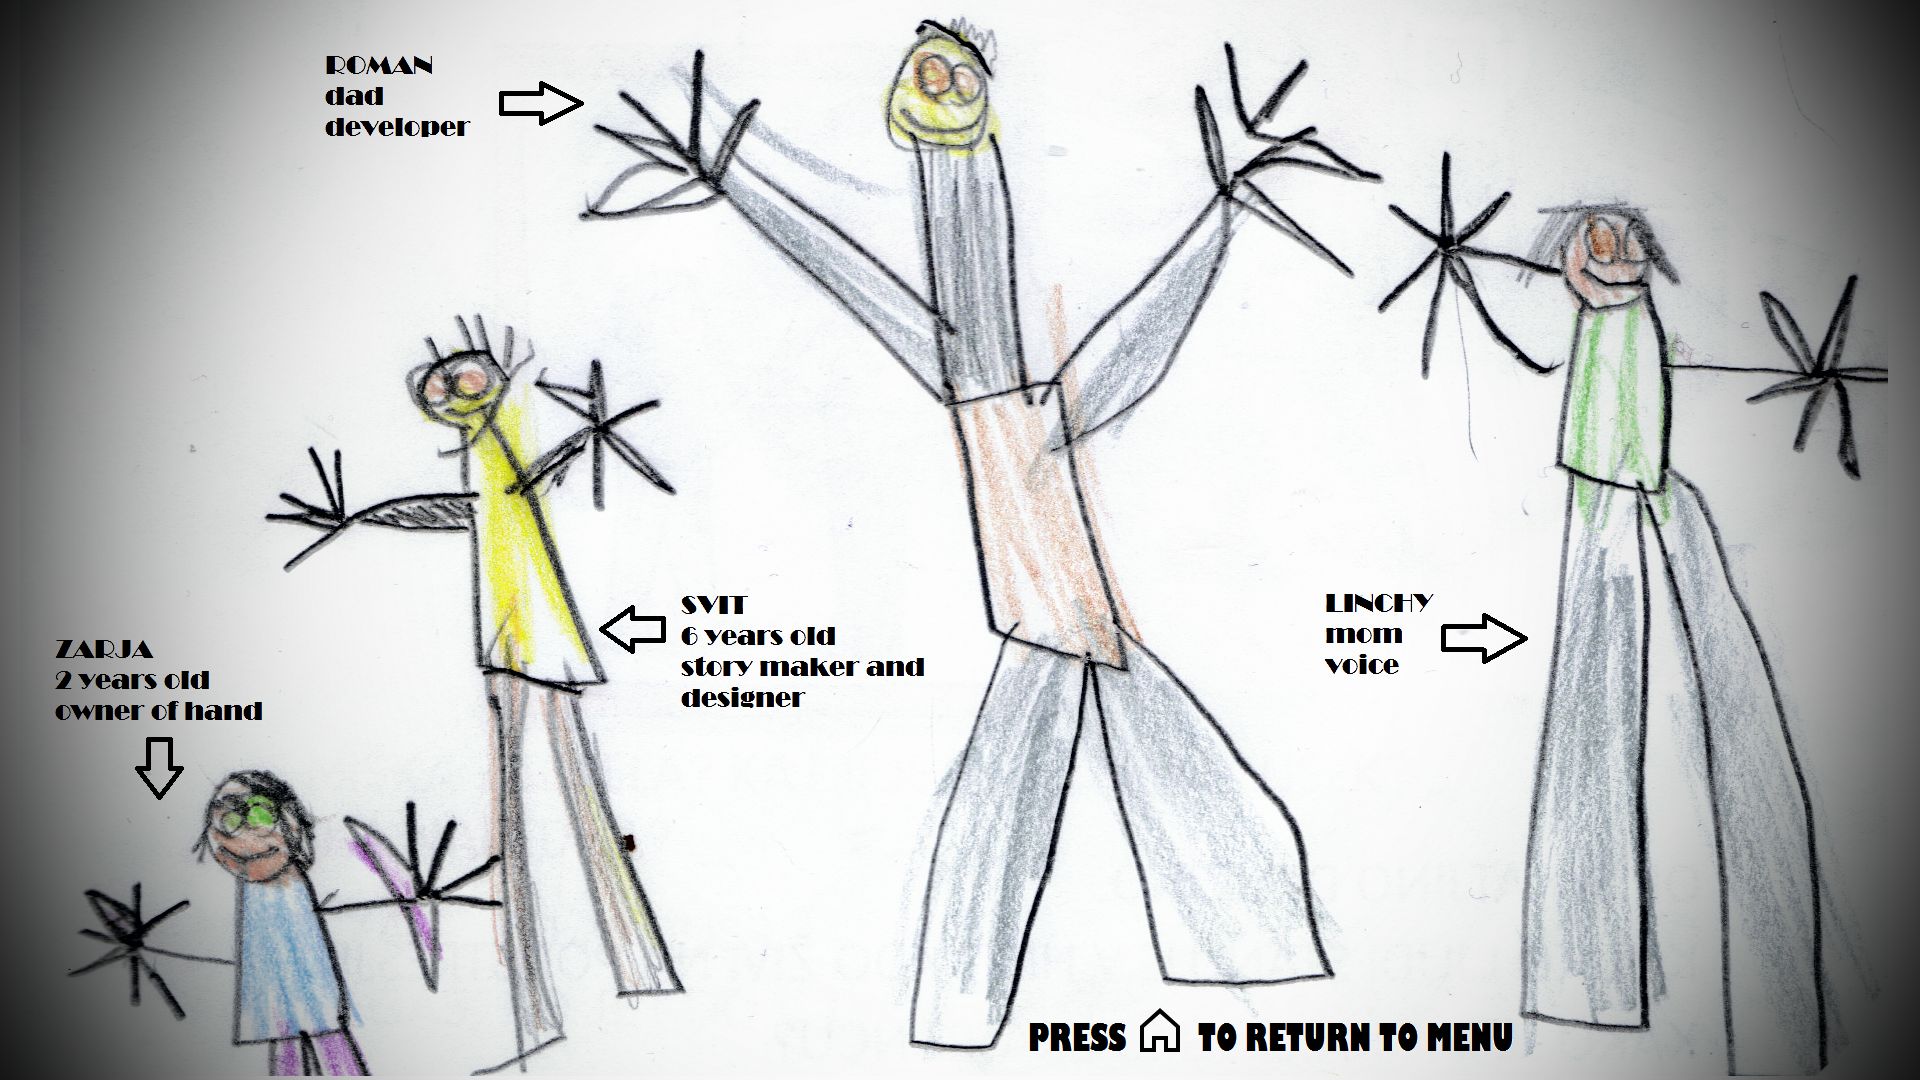 ROMAN
dad
developer
ZARJA
2 years old
owner of hand
SVIT
6 years old
story maker and
designer
LINCHY
mom
voice
PRESS TO RETURN TO MENU